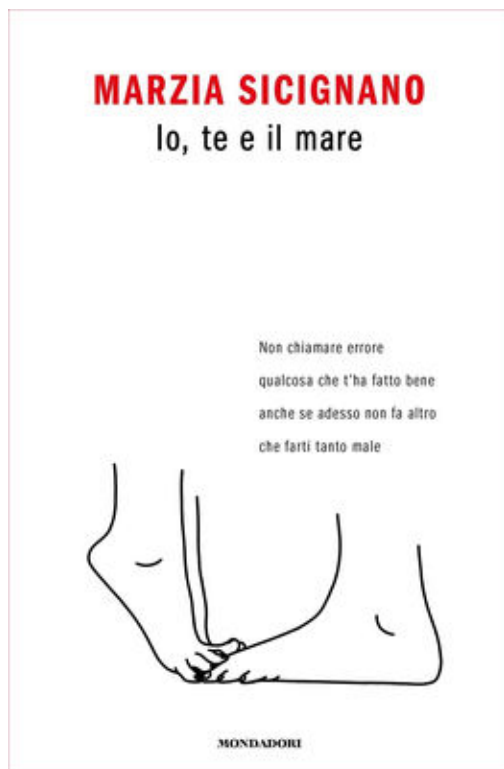 MARZIA SICIGNANO
Io, te e il mare
Non chiamare errore
qualcosa che t'ha fatto bene
anche se adesso non fa altro
che farti tanto male
MONDADORI